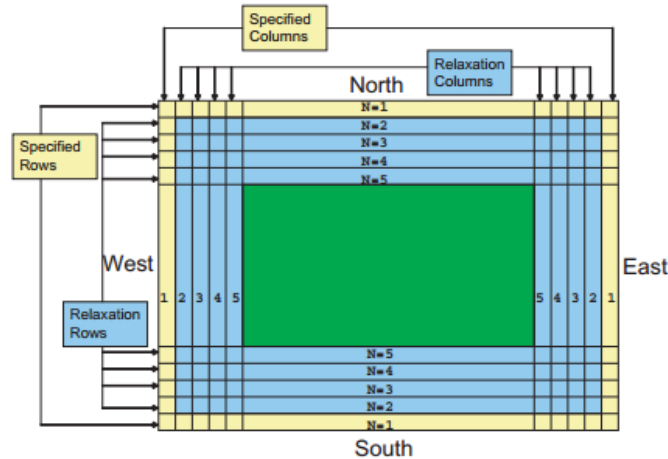 Specified
Columns
Relaxation
Columns
North
N=1
N=2
N=3
N=4
N=5
Specified
Rows
West
East
1 2 3 4 5
5 4 3 2 1
Relaxation
Rows
N=5
N=4
N=3
N=2
N=1
South